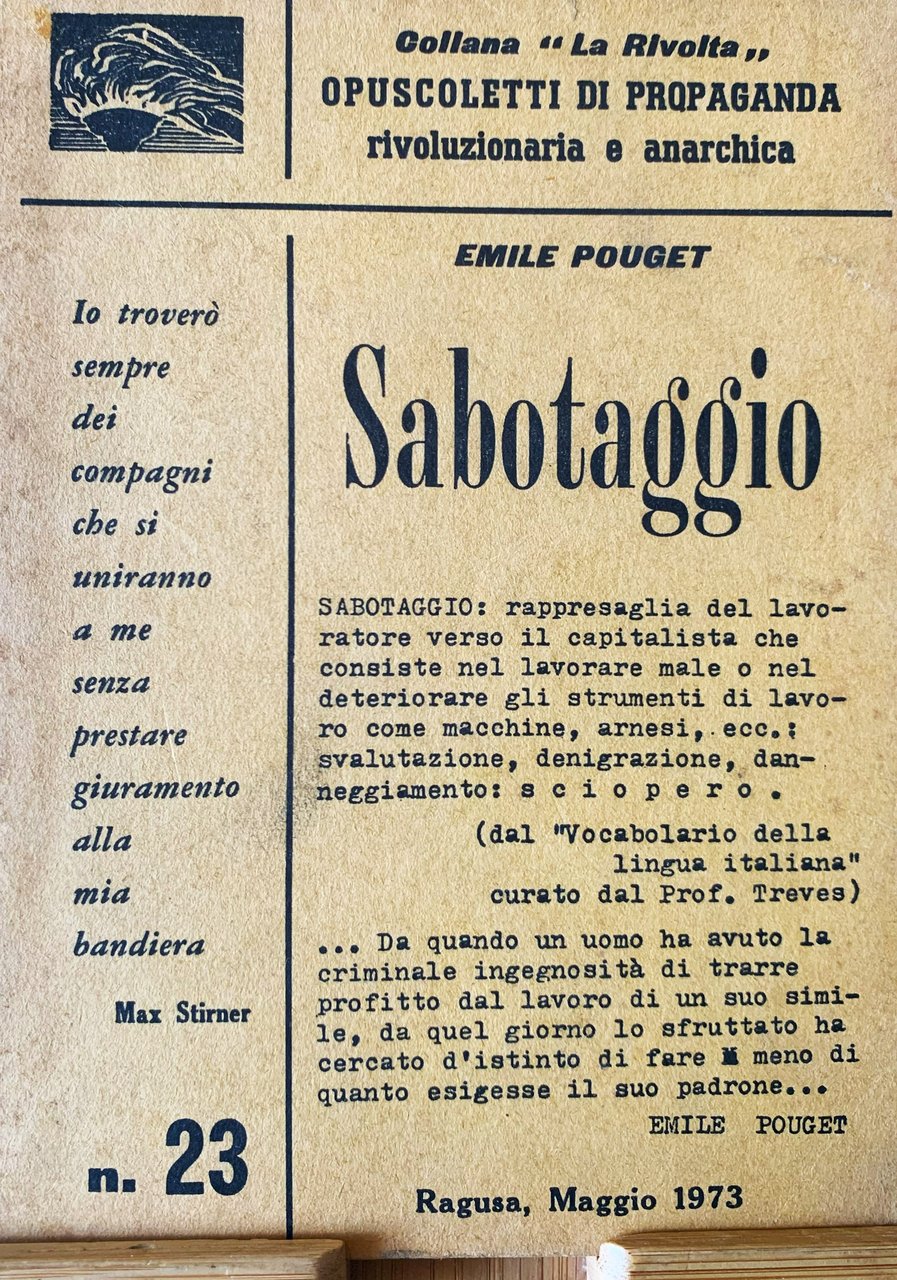 Collana “ La Rivolta „
OPUSCOLETTI DI PROPAGANDA
rivoluzionaria e anarchica
EMILE POUGET
Sabotaggio
Io troverò
sempre
dei
compagni
che si
uniranno
a me
senza
prestare
giuramento
alla
mia
bandiera
Max Stirner
n. 23
SABOTAGGIO: rappresaglia del lavo-
ratore verso il capitalista che
consiste nel lavorare male o nel
deteriorare gli strumenti di lavo-
ro come macchine, arnesi, ecc.;
svalutazione, denigrazione, dan-
neggiamento: s c i o p e r o .
(dal "Vocabolario della
lingua italiana"
curato dal Prof. Treves)
... Da quando un uomo ha avuto la
criminale ingegnosità di trarre
profitto dal lavoro di un suo simi-
le, da quel giorno lo sfruttato ha
cercato d'istinto di fare meno di
quanto esigesse il suo padrone...
EMILE POUGET
Ragusa, Maggio 1973